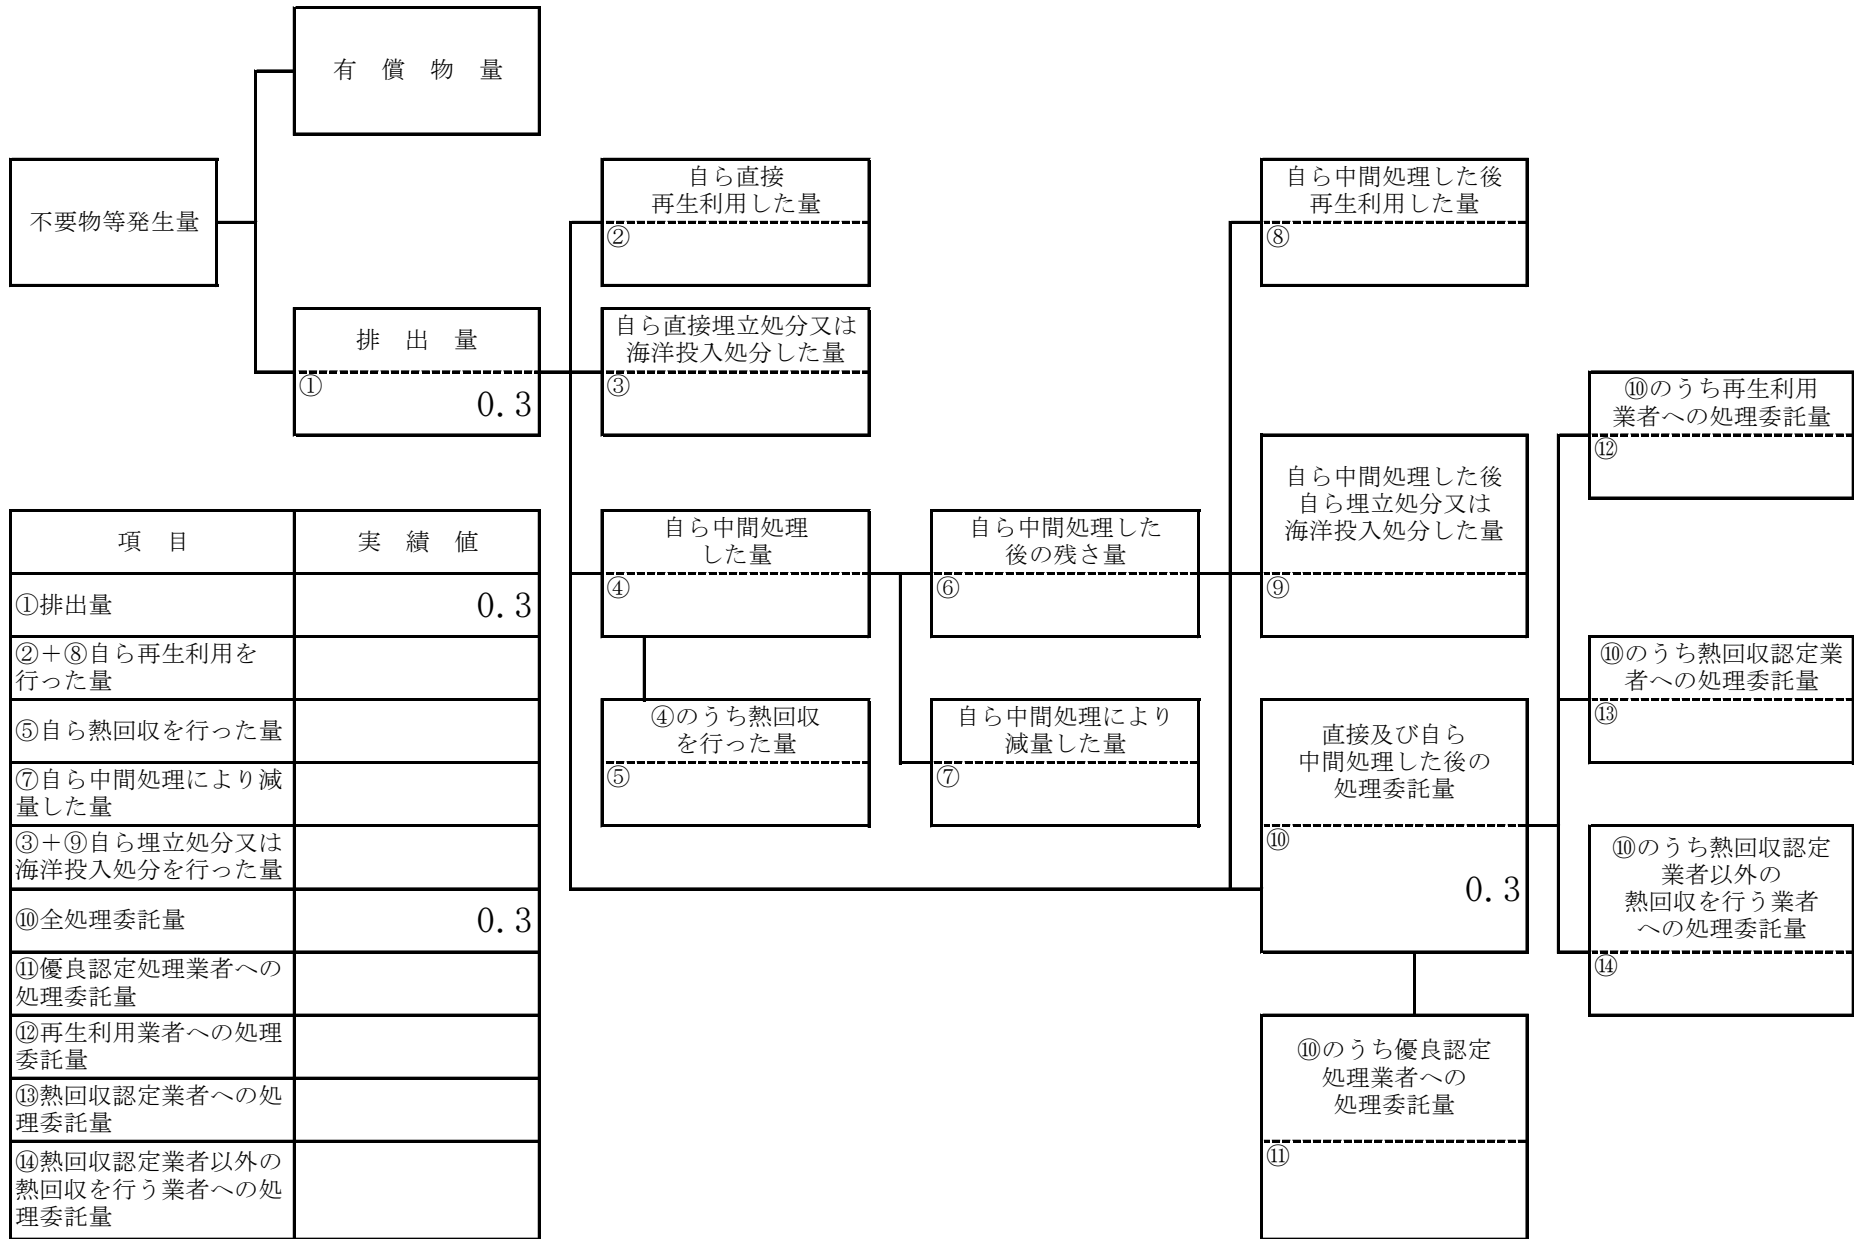 有　償　物　量
不要物等発生量
排　出　量
①
0.3
自ら直接
再生利用した量
②
自ら直接埋立処分又は
海洋投入処分した量
③
自ら中間処理
した量
④
④のうち熱回収
を行った量
⑤
自ら中間処理した
後の残さ量
⑥
自ら中間処理により
減量した量
⑦
自ら中間処理した後
再生利用した量
⑧
自ら中間処理した後
自ら埋立処分又は
海洋投入処分した量
⑨
直接及び自ら
中間処理した後の
処理委託量
⑩
0.3
⑩のうち優良認定
処理業者への
処理委託量
⑪
⑩のうち再生利用
業者への処理委託量
⑫
⑩のうち熱回収認定業
者への処理委託量
⑬
⑩のうち熱回収認定
業者以外の
熱回収を行う業者
への処理委託量
⑭
項　目　実　績　値
①排出量　0.3
②＋⑧自ら再生利用を
行った量
⑤自ら熱回収を行った量
⑦自ら中間処理により減
量した量
③＋⑨自ら埋立処分又は
海洋投入処分を行った量
⑩全処理委託量　0.3
⑪優良認定処理業者への
処理委託量
⑫再生利用業者への処理
委託量
⑬熱回収認定業者への処
理委託量
⑭熱回収認定業者以外の
熱回収を行う業者への処
理委託量